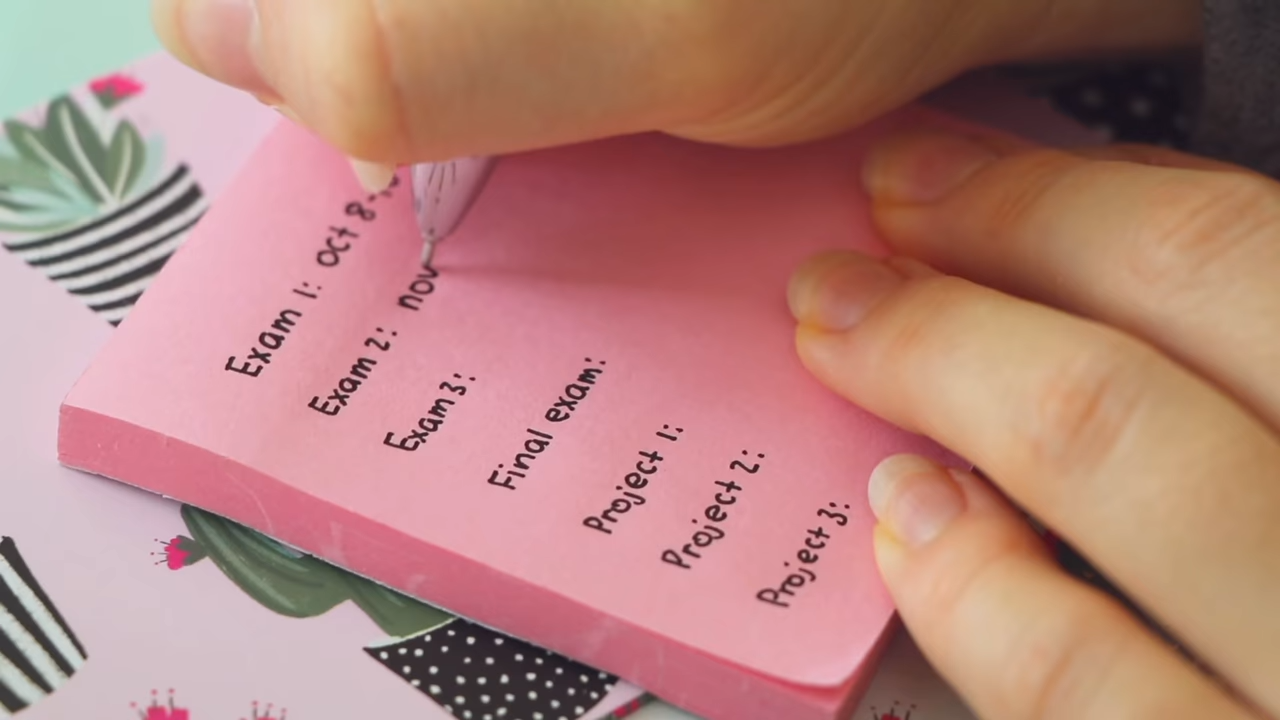 Exam 1: Oct 8-
Exam 2: nov
Exam 3:
Final exam:
Project 1:
Project 2:
Project 3: